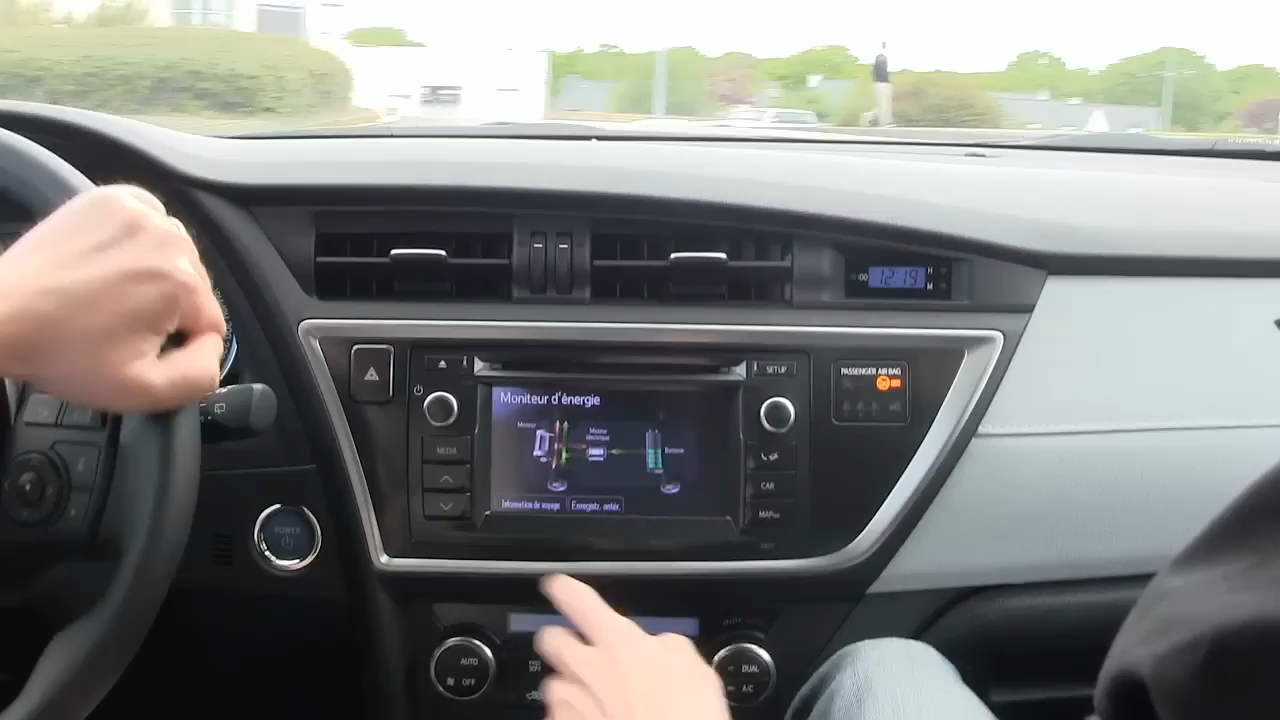 12:19
H
M
:00
SETUP
PASSENGER AIR BAG
Moniteur d'énergie
Moteur
Moteur
électrique
Batterie
MEDIA
CAR
Information de voyage
Enregistr. antér.
POWER
AUTO
OFF
DUAL
A/C